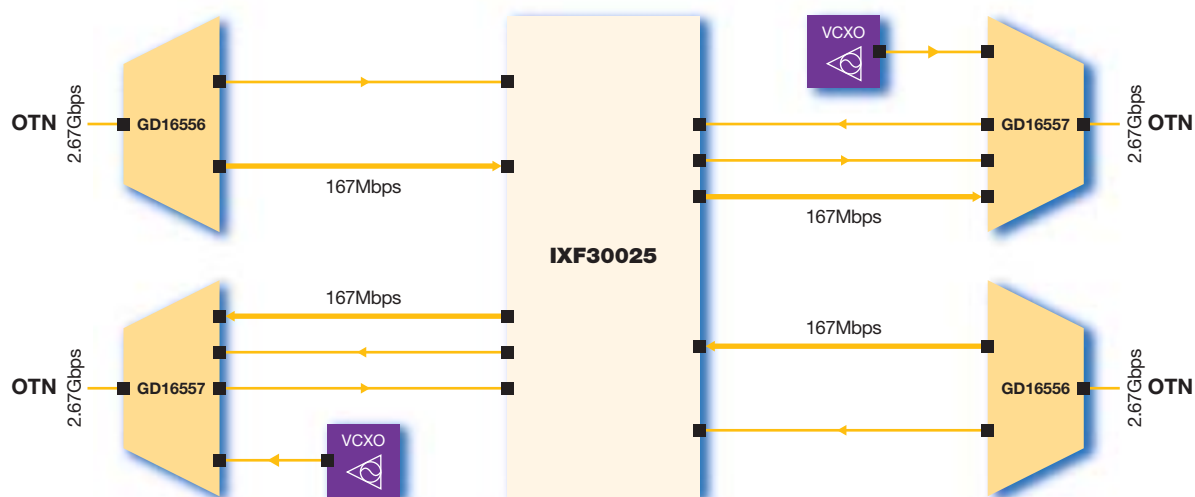 VCXO
OTN
2.67Gbps
GD16556
167Mbps
GD16557
2.67Gbps
OTN
167Mbps
IXF30025
167Mbps
167Mbps
OTN
2.67Gbps
GD16557
GD16556
2.67Gbps
OTN
VCXO